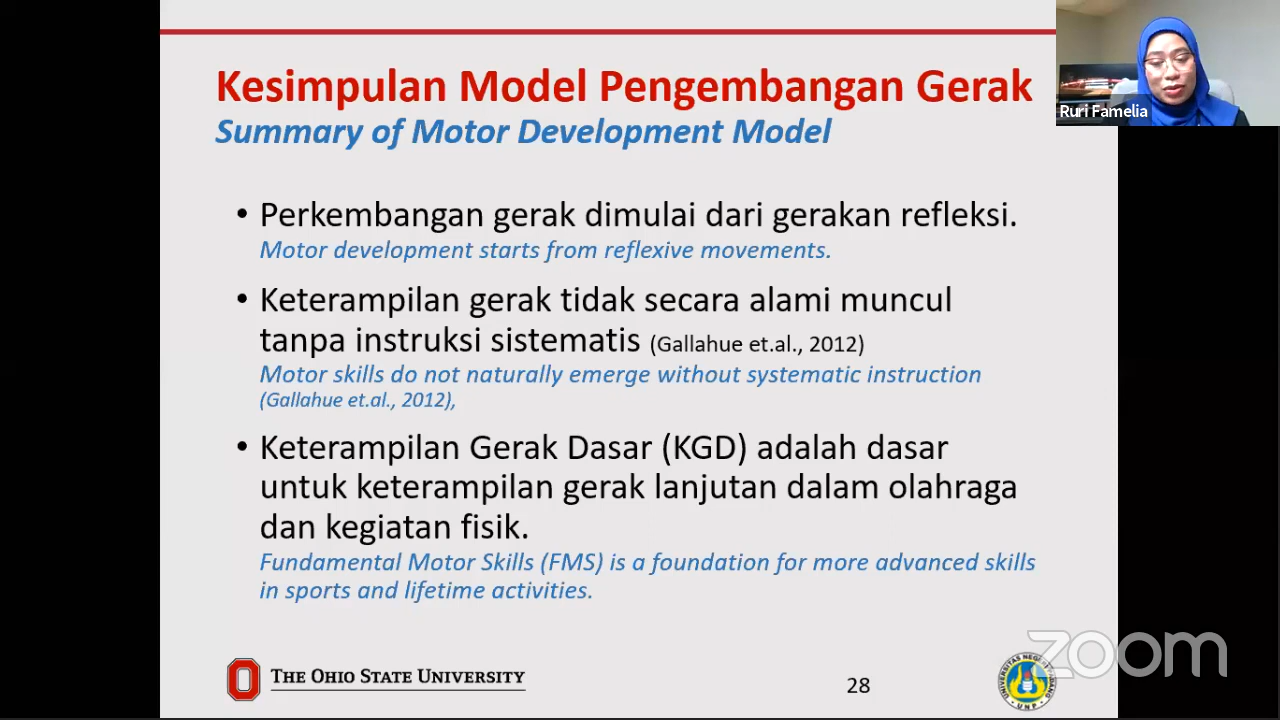 Kesimpulan Model Pengembangan Gerak
Summary of Motor Development Model
• Perkembangan gerak dimulai dari gerakan refleksi.
Motor development starts from reflexive movements.
• Keterampilan gerak tidak secara alami muncul
tanpa instruksi sistematis (Gallahue et.al., 2012)
Motor skills do not naturally emerge without systematic instruction
(Gallahue et.al., 2012),
• Keterampilan Gerak Dasar (KGD) adalah dasar
untuk keterampilan gerak lanjutan dalam olahraga
dan kegiatan fisik.
Fundamental Motor Skills (FMS) is a foundation for more advanced skills
in sports and lifetime activities.
THE OHIO STATE UNIVERSITY
28
UNP
zoom
Ruri Famelia